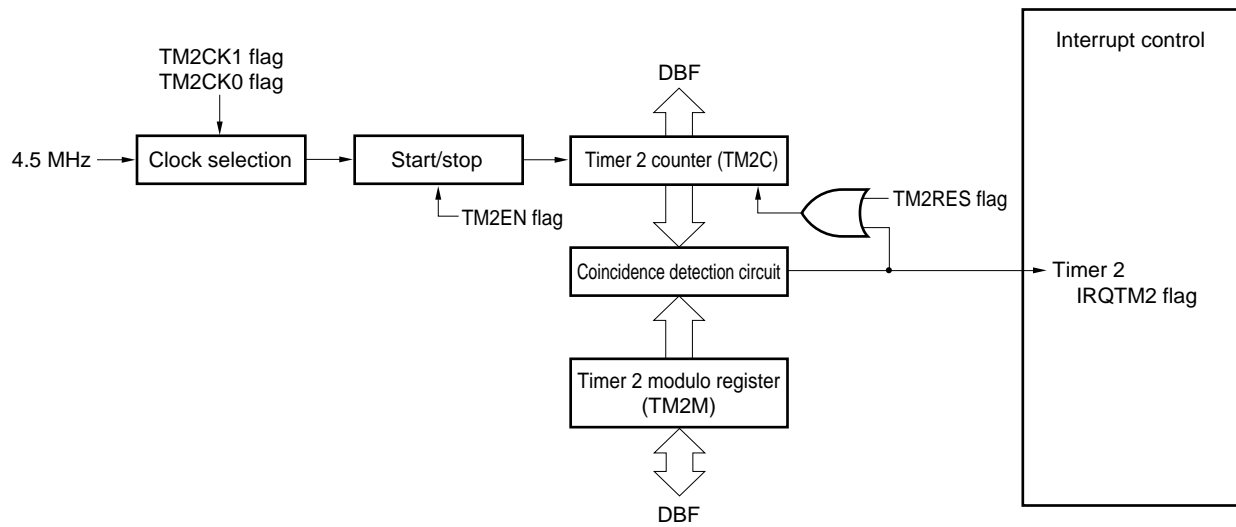 Interrupt control
TM2CK1 flag
TM2CK0 flag
DBF
4.5 MHz
Clock selection
Start/stop
Timer 2 counter (TM2C)
TM2EN flag
TM2RES flag
Coincidence detection circuit
Timer 2
IRQTM2 flag
Timer 2 modulo register
(TM2M)
DBF